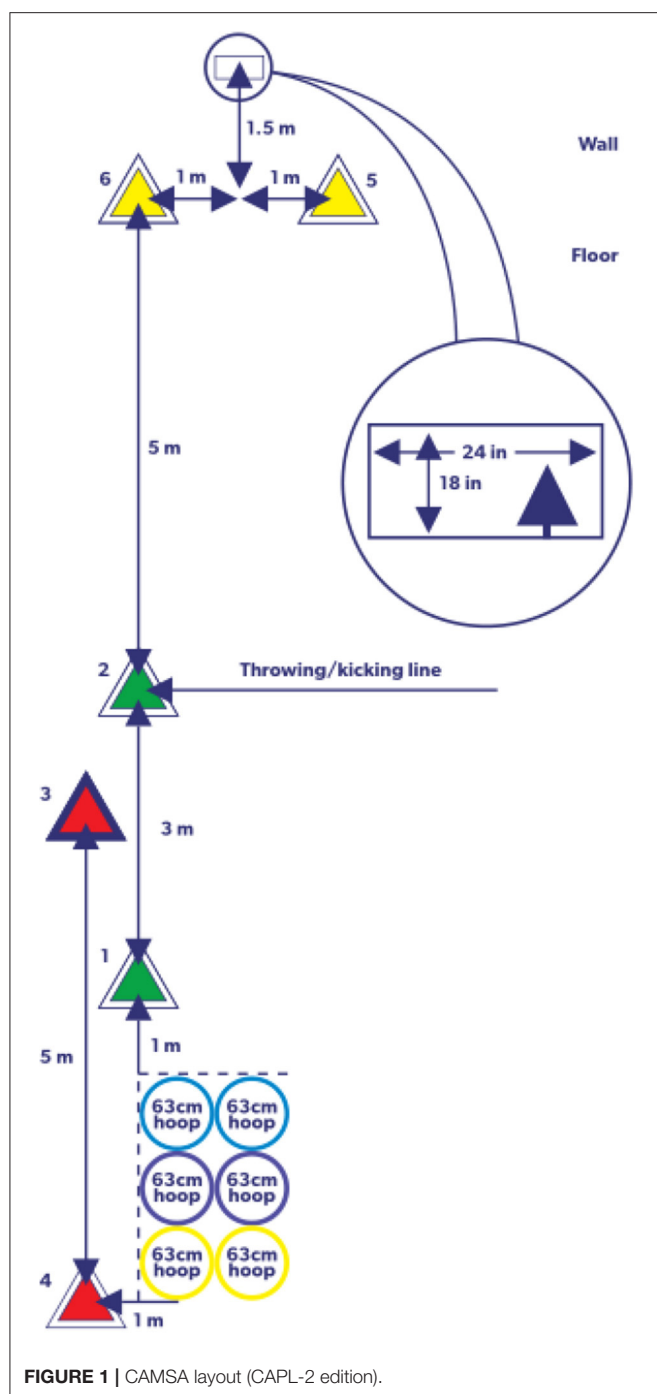 1.5 m
Wall
6
1 m
1 m
5
Floor
24 in
18 in
5 m
2
Throwing/kicking line
3
3 m
1
1 m
5 m
63cm
hoop
63cm
hoop
63cm
hoop
63cm
hoop
63cm
hoop
63cm
hoop
4
1 m
FIGURE 1 | CAMSA layout (CAPL-2 edition).